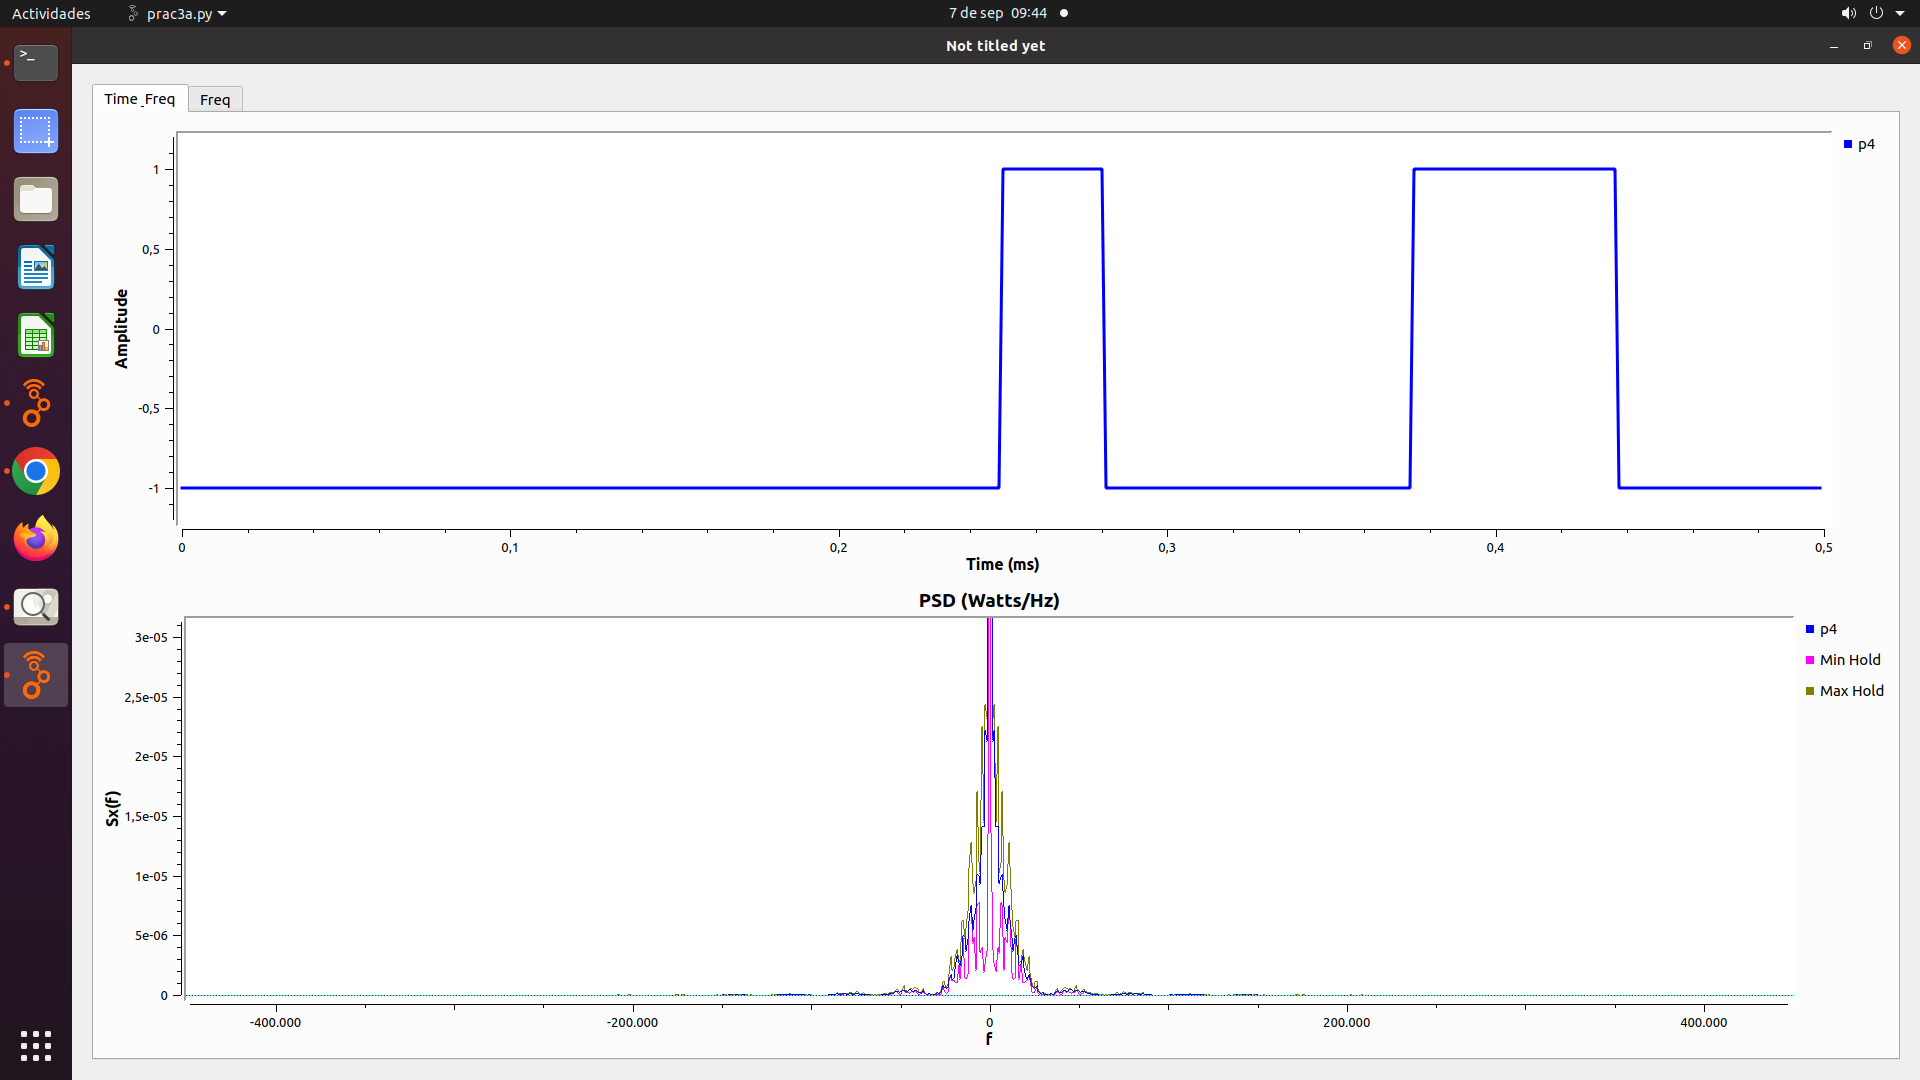 Actividades
prac3a.py
7 de sep 09:44
Not titled yet
Time_Freq
Freq
p4
1
0,5
0
-0,5
-1
Amplitude
0
0,1
0,2
0,3
0,4
0,5
Time (ms)
PSD (Watts/Hz)
p4
Min Hold
Max Hold
3e-05
2,5e-05
2e-05
1,5e-05
1e-05
5e-06
0
Sx(f)
-400.000
-200.000
0
200.000
400.000
f